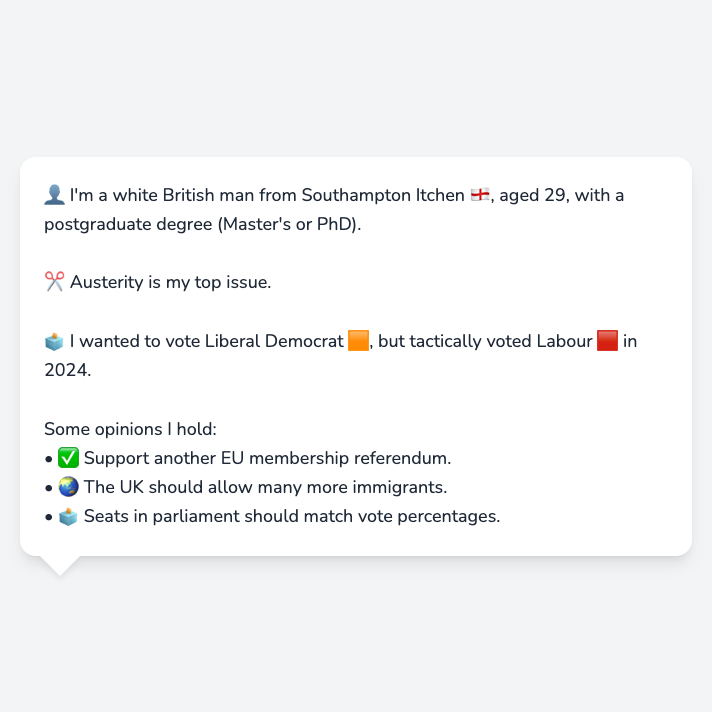 👤 I'm a white British man from Southampton Itchen 🏴󠁧󠁢󠁥󠁮󠁧󠁿, aged 29, with a
postgraduate degree (Master's or PhD).
✂️ Austerity is my top issue.
🗳️ I wanted to vote Liberal Democrat 🟧, but tactically voted Labour 🟥 in
2024.
Some opinions I hold:
• ✅ Support another EU membership referendum.
• 🌏 The UK should allow many more immigrants.
• 🗳️ Seats in parliament should match vote percentages.